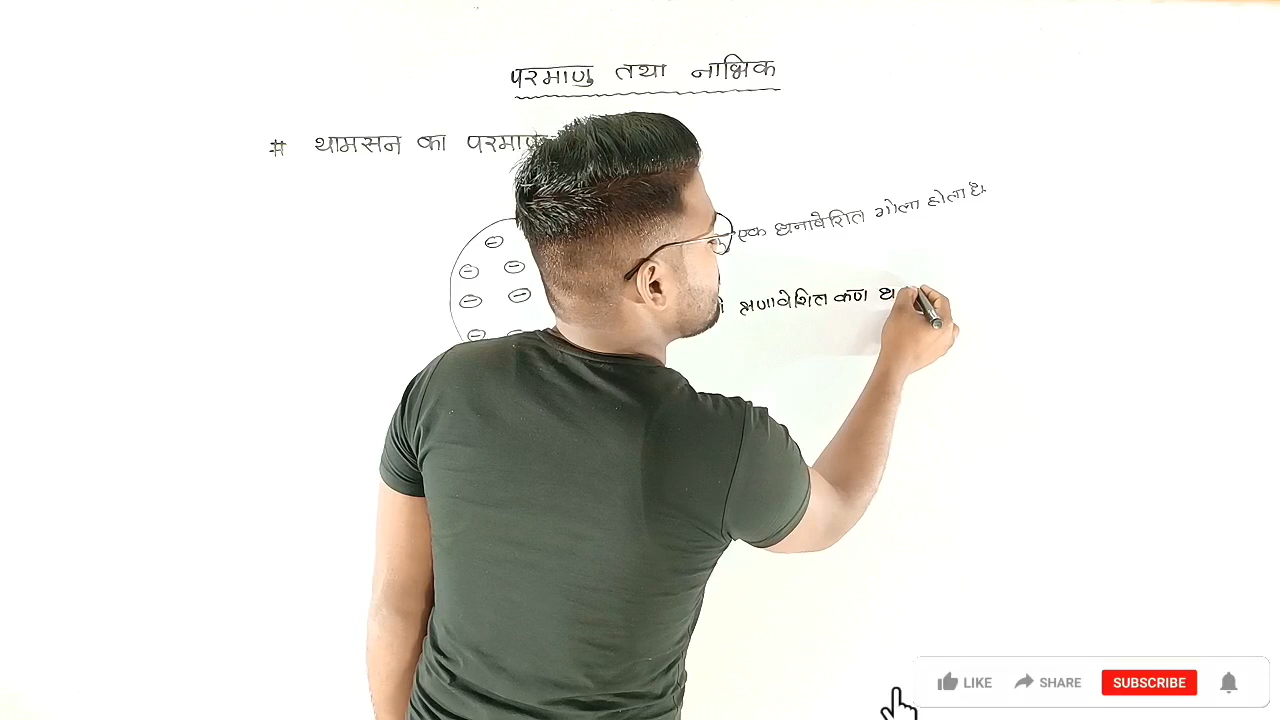 परमाणु तथा नाभिक
# थामसन का परमाणु
एक धनावेशित गोला होता है
ऋणावेशित कण
LIKE SHARE SUBSCRIBE